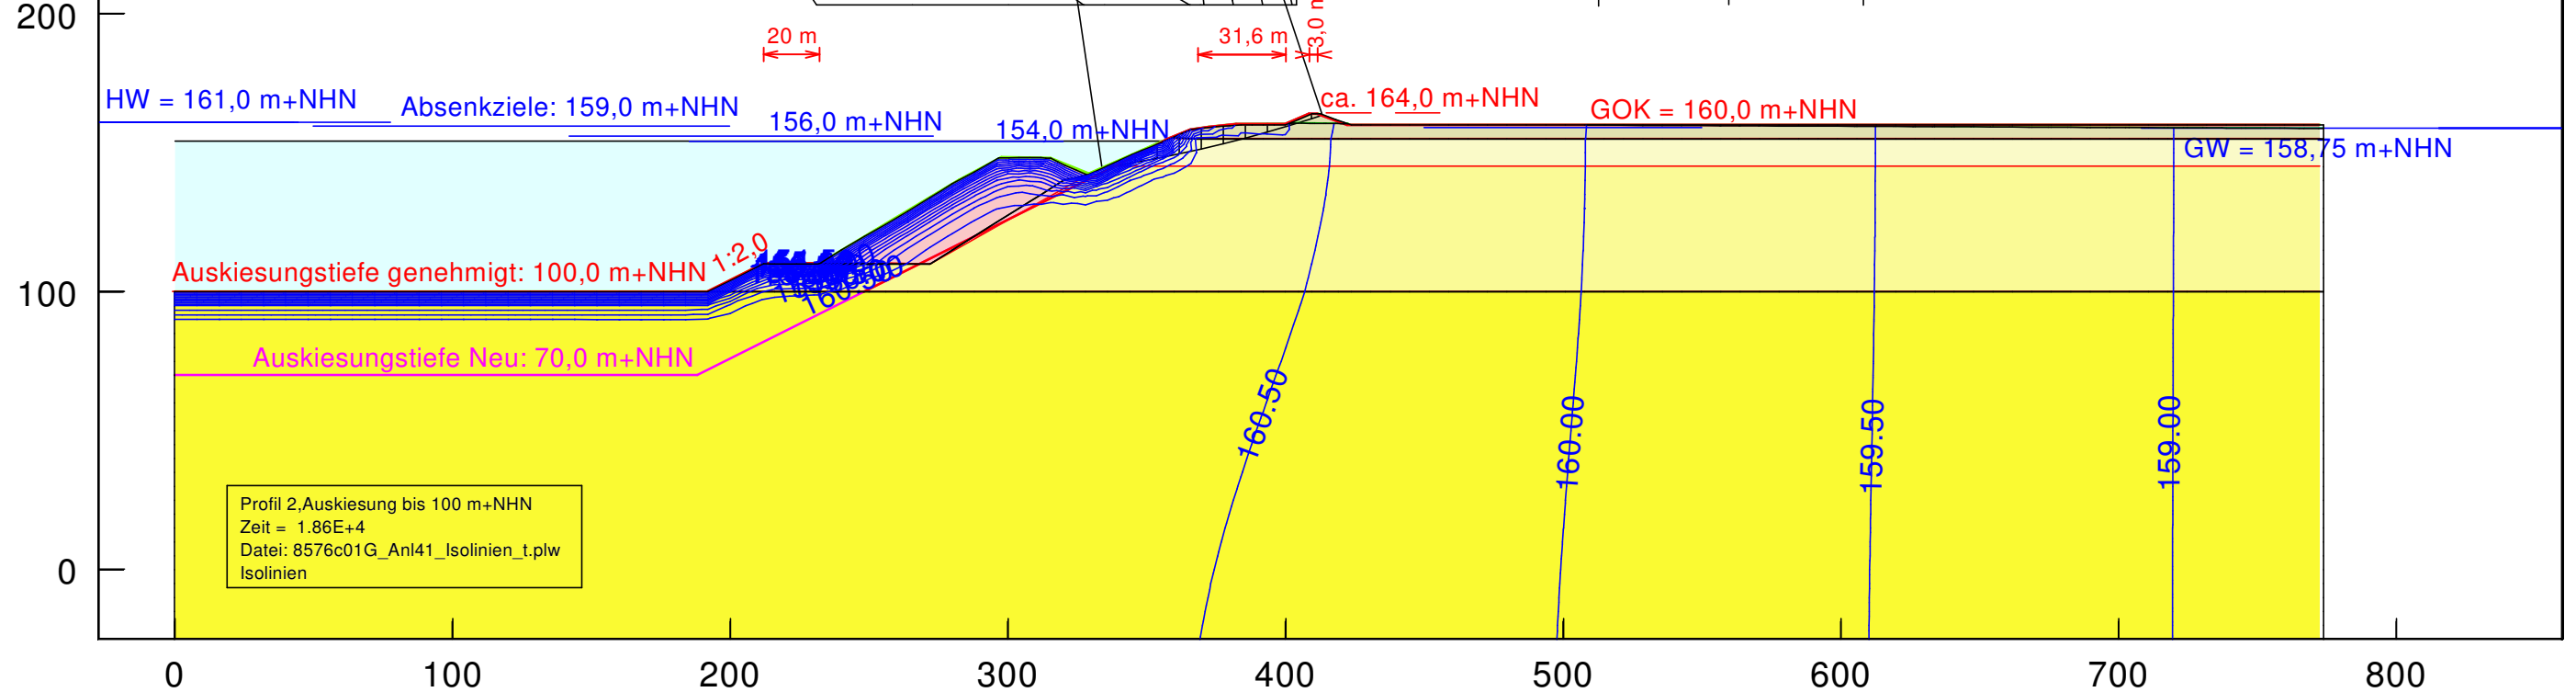 200
20 m
31,6 m
3,0 m
HW = 161,0 m+NHN
Absenkziele: 159,0 m+NHN
156,0 m+NHN
154,0 m+NHN
ca. 164,0 m+NHN
GOK = 160,0 m+NHN
GW = 158,75 m+NHN
1:2,0
Auskiesungstiefe genehmigt: 100,0 m+NHN
100
Auskiesungstiefe Neu: 70,0 m+NHN
160.50
160.00
159.50
159.00
Profil 2,Auskiesung bis 100 m+NHN
Zeit = 1.86E+4
Datei: 8576c01G_Anl41_Isolinien_t.plw
Isolinien
0
0 100 200 300 400 500 600 700 800